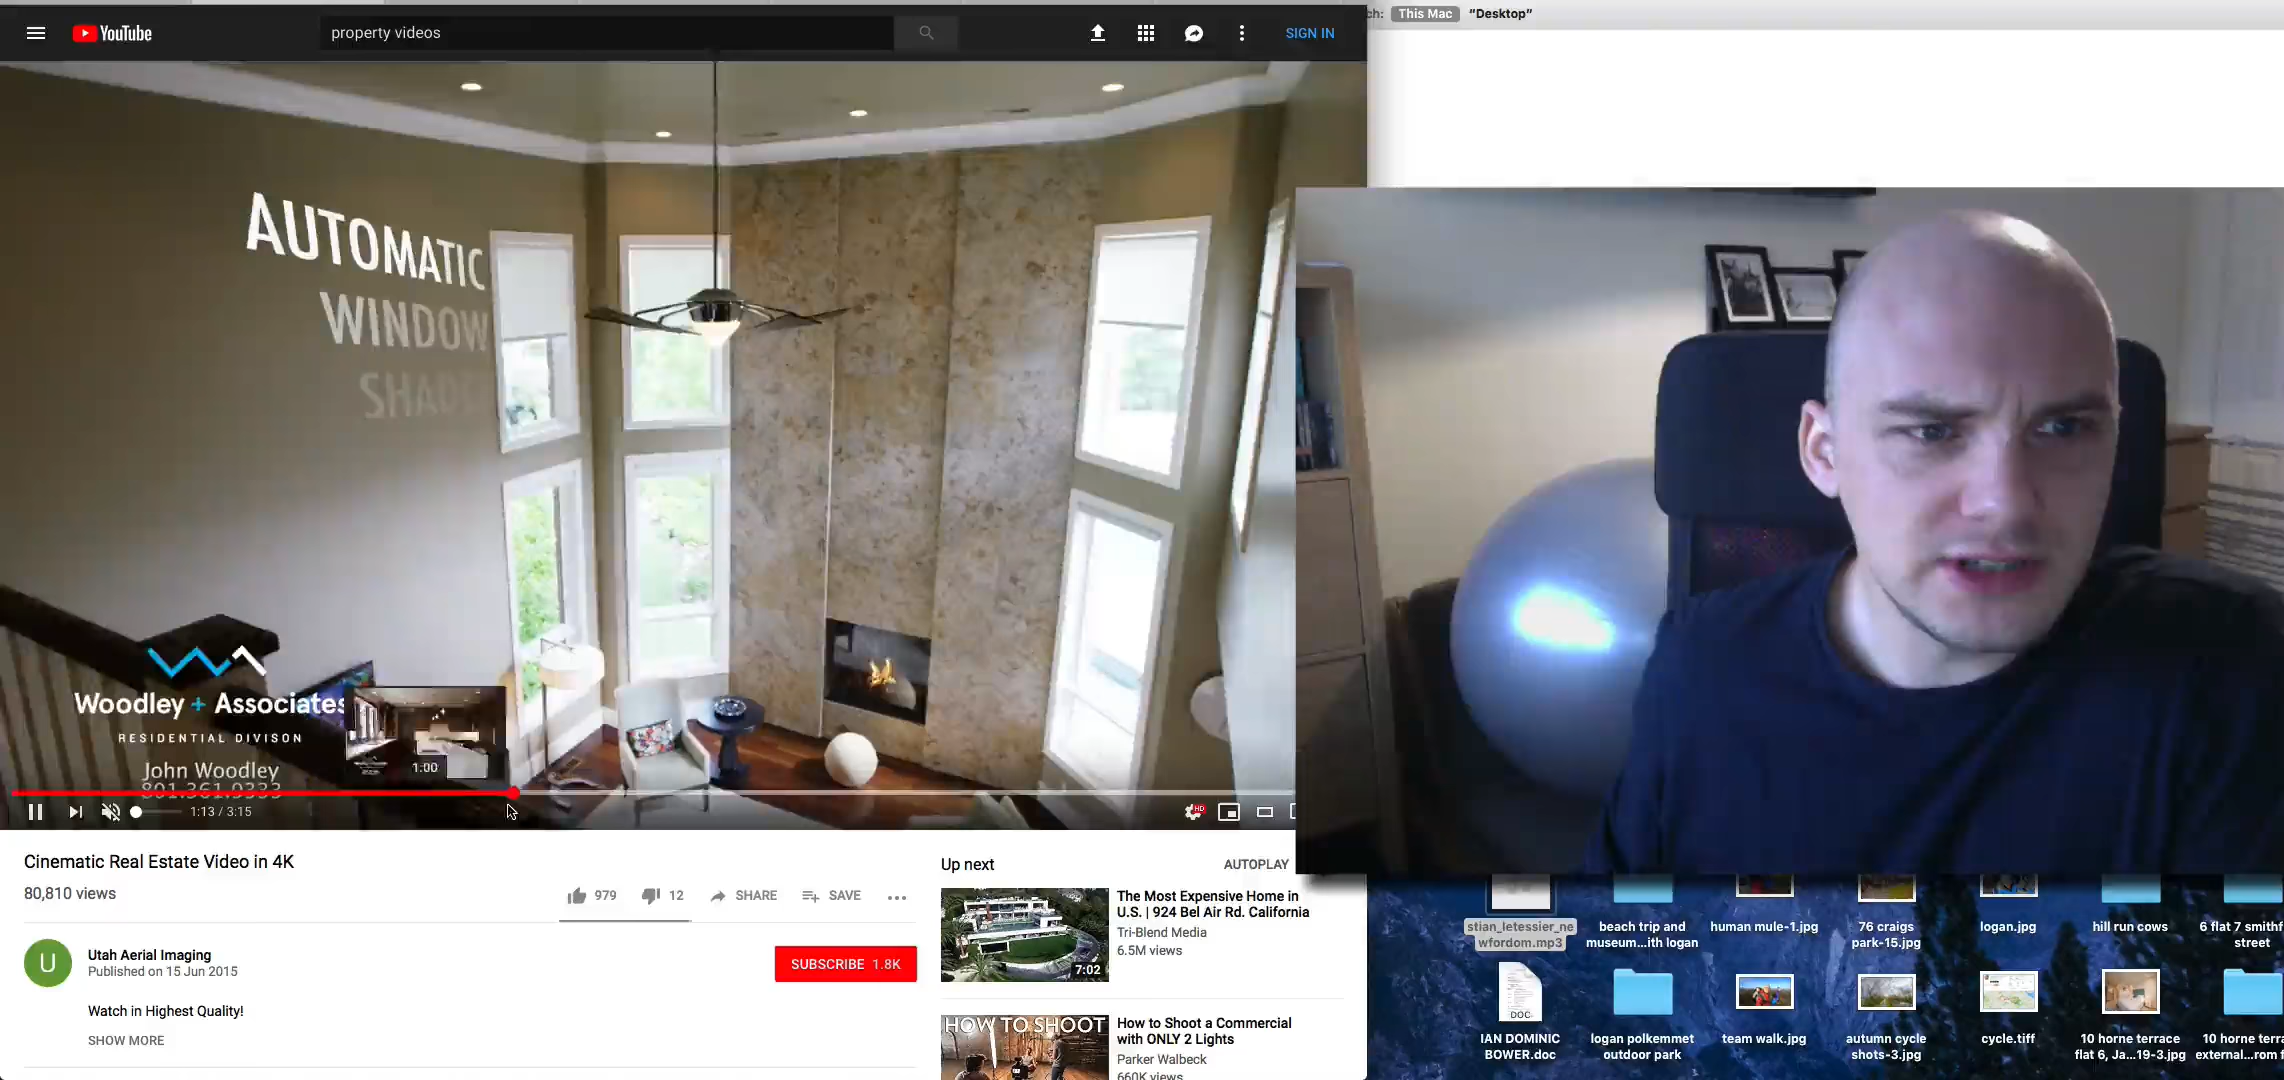 ch: This Mac "Desktop"
YouTube
property videos
SIGN IN
AUTOMATIC
WINDOW
SHADE
Woodley + Associates
RESIDENTIAL DIVISON
John Woodley
801.361.9333
1:00
1:13 / 3:15
HD
Cinematic Real Estate Video in 4K
80,810 views
979
12
SHARE
SAVE
U
Utah Aerial Imaging
Published on 15 Jun 2015
SUBSCRIBE 1.8K
Watch in Highest Quality!
SHOW MORE
Up next
AUTOPLAY
7:02
The Most Expensive Home in
U.S. | 924 Bel Air Rd. California
Tri-Blend Media
6.5M views
HOW TO SHOOT
How to Shoot a Commercial
with ONLY 2 Lights
Parker Walbeck
660K views
stian_letessier_ne
wfordom.mp3
beach trip and
museum...ith logan
human mule-1.jpg
76 craigs
park-15.jpg
logan.jpg
hill run cows
6 flat 7 smithf
street
DOC
IAN DOMINIC
BOWER.doc
logan polkemmet
outdoor park
team walk.jpg
autumn cycle
shots-3.jpg
cycle.tiff
10 horne terrace
flat 6, Ja...19-3.jpg
10 horne terra
external...rom f